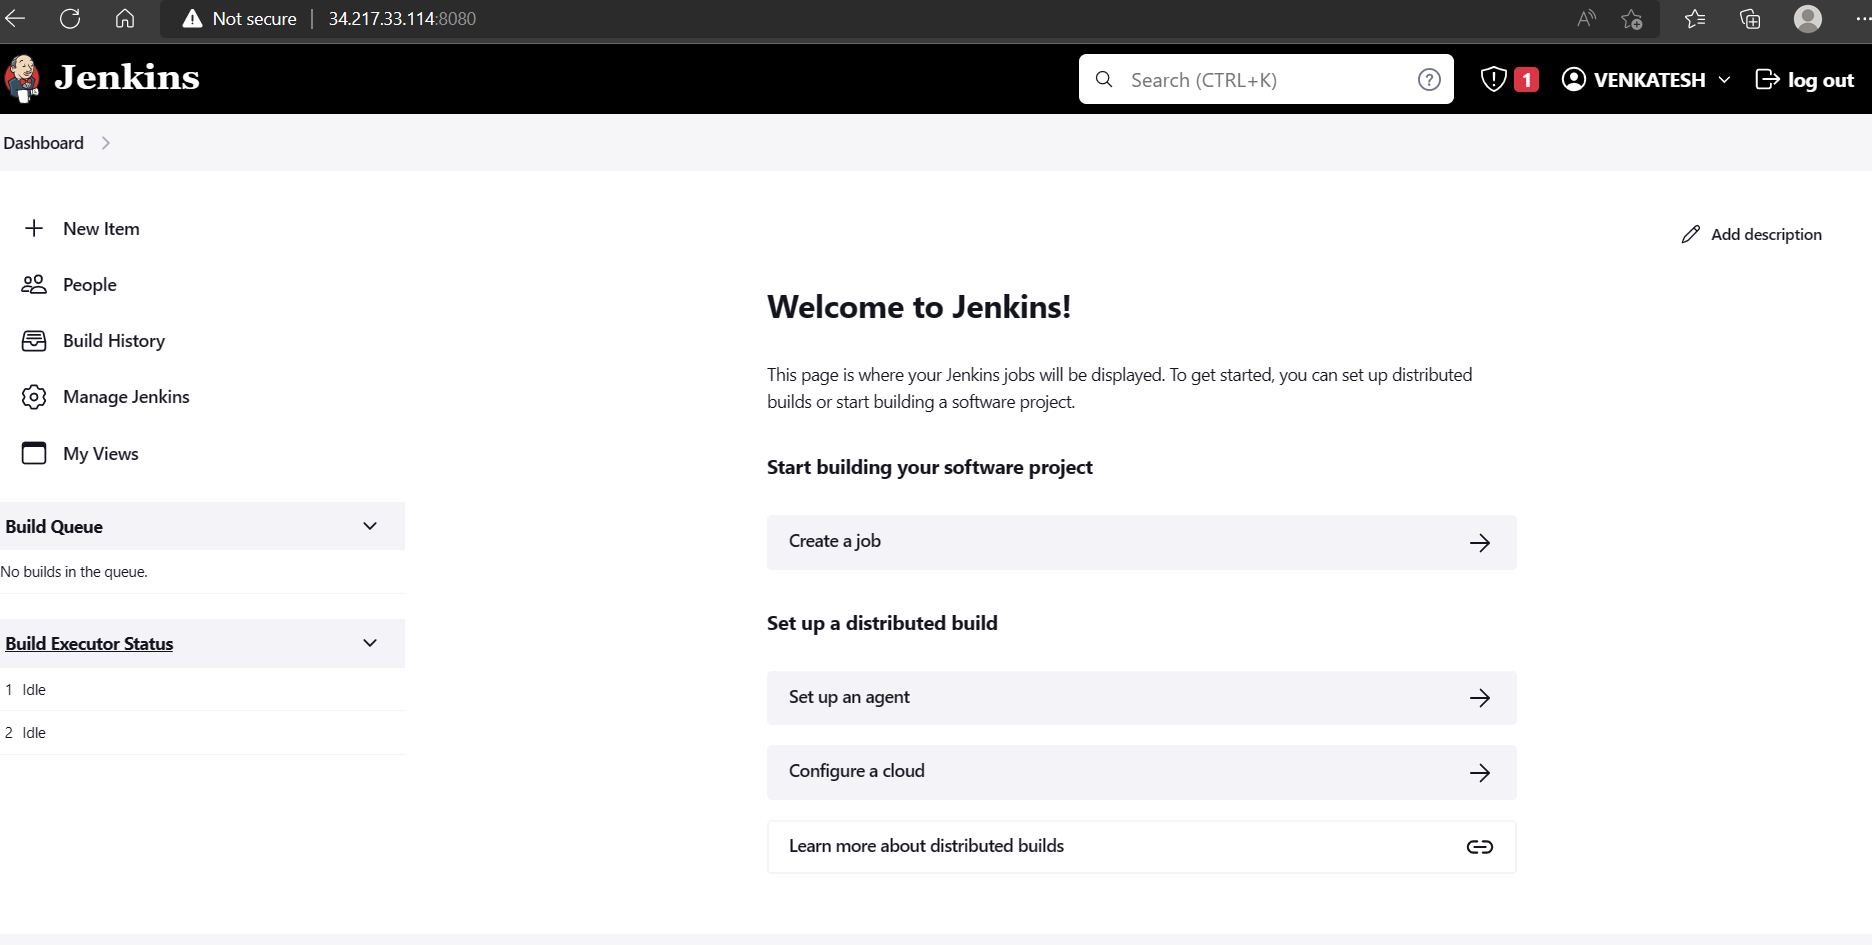 Not secure | 34.217.33.114:8080
Jenkins
Search (CTRL+K)
1
VENKATESH
log out
Dashboard
New Item
People
Build History
Manage Jenkins
My Views
Build Queue
No builds in the queue.
Build Executor Status
1 Idle
2 Idle
Add description
Welcome to Jenkins!
This page is where your Jenkins jobs will be displayed. To get started, you can set up distributed
builds or start building a software project.
Start building your software project
Create a job
Set up a distributed build
Set up an agent
Configure a cloud
Learn more about distributed builds